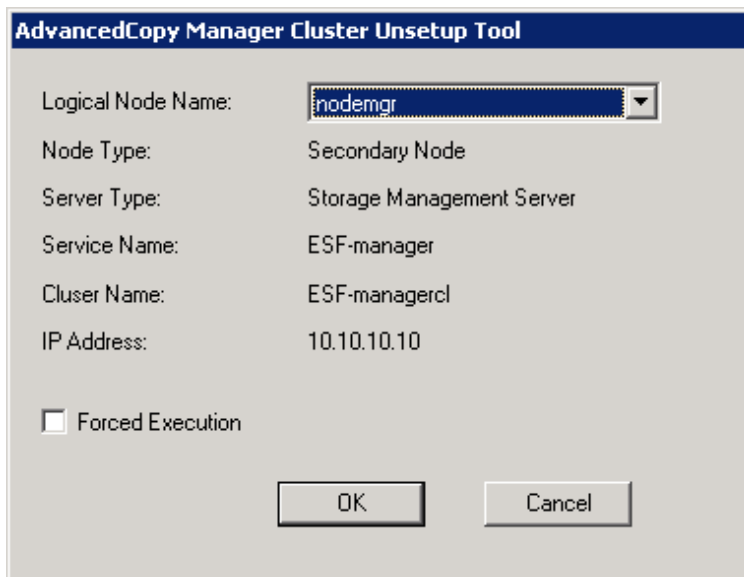 AdvancedCopy Manager Cluster Unsetup Tool
Logical Node Name: nodemgr
Node Type: Secondary Node
Server Type: Storage Management Server
Service Name: ESF-manager
Cluser Name: ESF-managercl
IP Address: 10.10.10.10
Forced Execution
OK Cancel